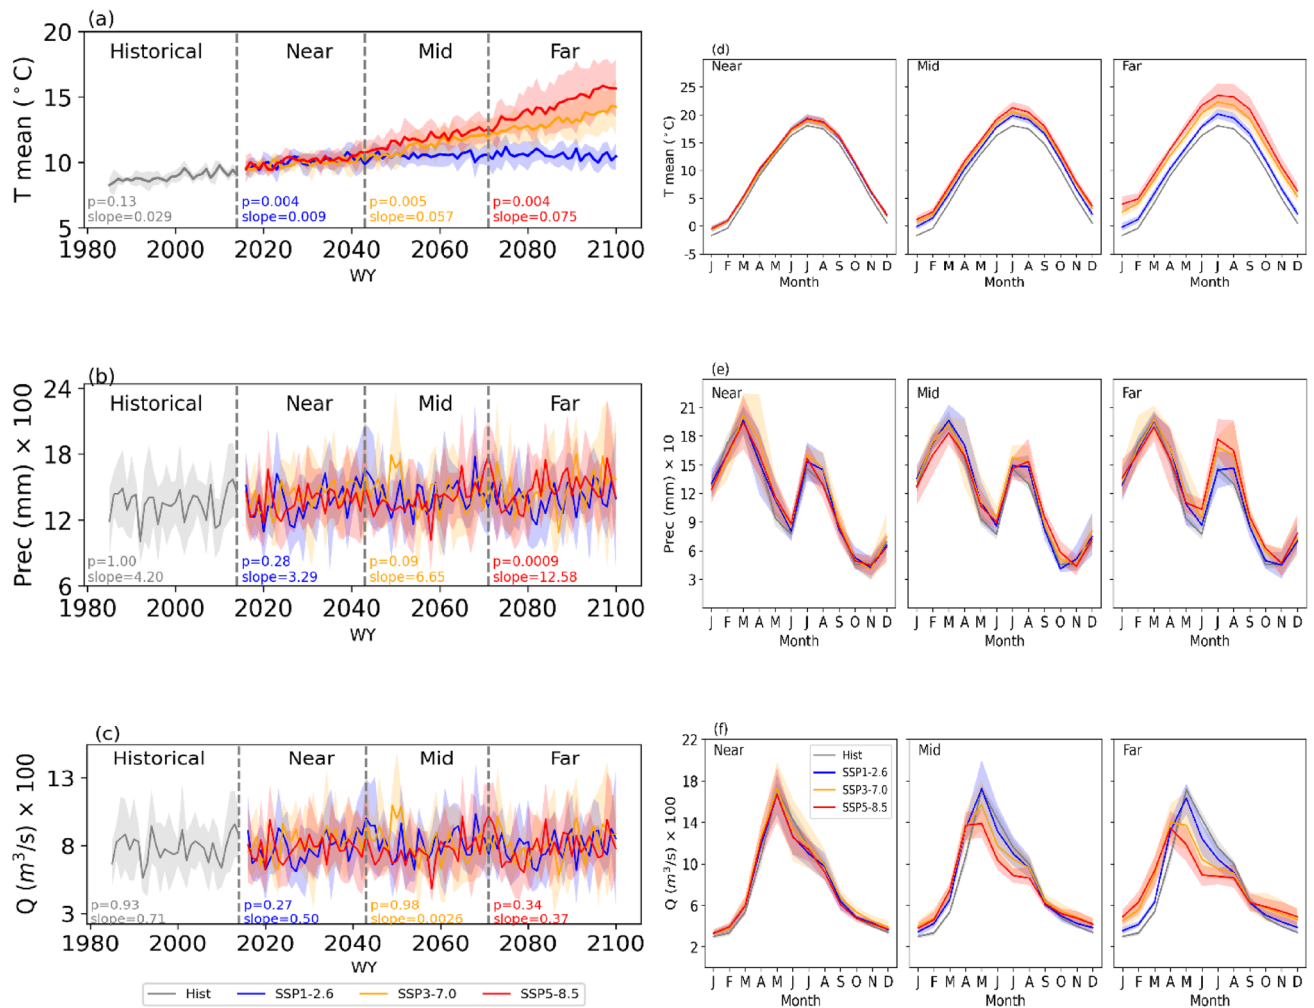 (a)
20
15
10
5
T mean (°C)
Historical
Near
Mid
Far
p=0.13
slope=0.029
p=0.004
slope=0.009
p=0.005
slope=0.057
p=0.004
slope=0.075
1980 2000 2020 2040 2060 2080 2100
WY
(d)
Near
Mid
Far
25
20
15
10
5
0
-5
T mean (°C)
J F M A M J J A S O N D
J F M A M J J A S O N D
J F M A M J J A S O N D
Month
Month
Month
(b)
24
18
12
6
Prec (mm) × 100
Historical
Near
Mid
Far
p=1.00
slope=4.20
p=0.28
slope=3.29
p=0.09
slope=6.65
p=0.0009
slope=12.58
1980 2000 2020 2040 2060 2080 2100
WY
(e)
Near
Mid
Far
21
18
15
12
9
6
3
Prec (mm) × 10
J F M A M J J A S O N D
J F M A M J J A S O N D
J F M A M J J A S O N D
Month
Month
Month
(c)
13
8
3
Q (m³/s) × 100
Historical
Near
Mid
Far
p=0.93
slope=0.71
p=0.27
slope=0.50
p=0.98
slope=0.0026
p=0.34
slope=0.37
1980 2000 2020 2040 2060 2080 2100
WY
Hist
SSP1-2.6
SSP3-7.0
SSP5-8.5
(f)
Near
Mid
Far
22
18
14
10
6
2
Q (m³/s) × 100
Hist
SSP1-2.6
SSP3-7.0
SSP5-8.5
J F M A M J J A S O N D
J F M A M J J A S O N D
J F M A M J J A S O N D
Month
Month
Month